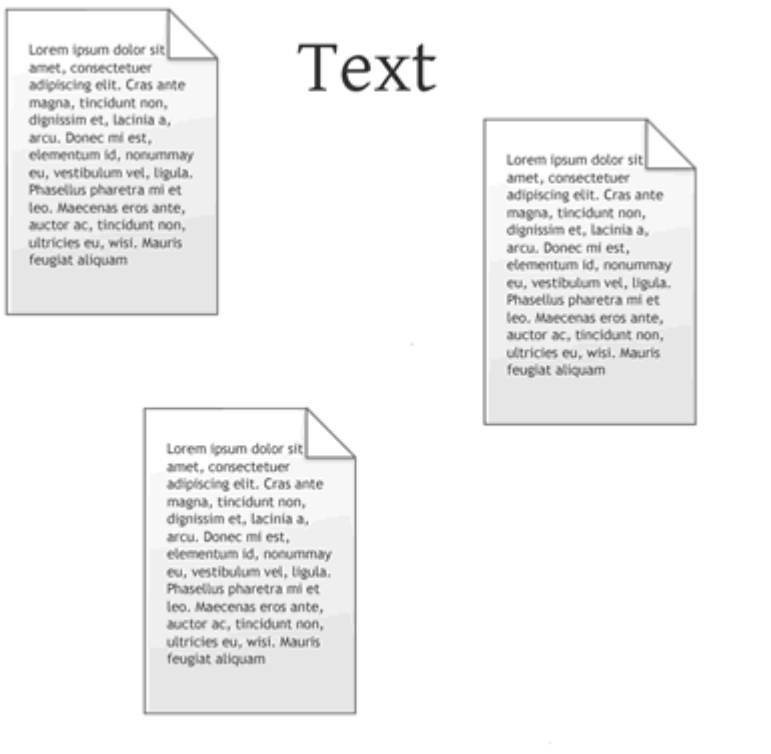 Lorem ipsum dolor sit
amet, consectetuer
adipiscing elit. Cras ante
magna, tincidunt non,
dignissim et, lacinia a,
arcu. Donec mi est,
elementum id, nonummay
eu, vestibulum vel, ligula.
Phasellus pharetra mi et
leo. Maecenas eros ante,
auctor ac, tincidunt non,
ultricies eu, wisi. Mauris
feugiat aliquam
Text
Lorem ipsum dolor sit
amet, consectetuer
adipiscing elit. Cras ante
magna, tincidunt non,
dignissim et, lacinia a,
arcu. Donec mi est,
elementum id, nonummay
eu, vestibulum vel, ligula.
Phasellus pharetra mi et
leo. Maecenas eros ante,
auctor ac, tincidunt non,
ultricies eu, wisi. Mauris
feugiat aliquam
Lorem ipsum dolor sit
amet, consectetuer
adipiscing elit. Cras ante
magna, tincidunt non,
dignissim et, lacinia a,
arcu. Donec mi est,
elementum id, nonummay
eu, vestibulum vel, ligula.
Phasellus pharetra mi et
leo. Maecenas eros ante,
auctor ac, tincidunt non,
ultricies eu, wisi. Mauris
feugiat aliquam